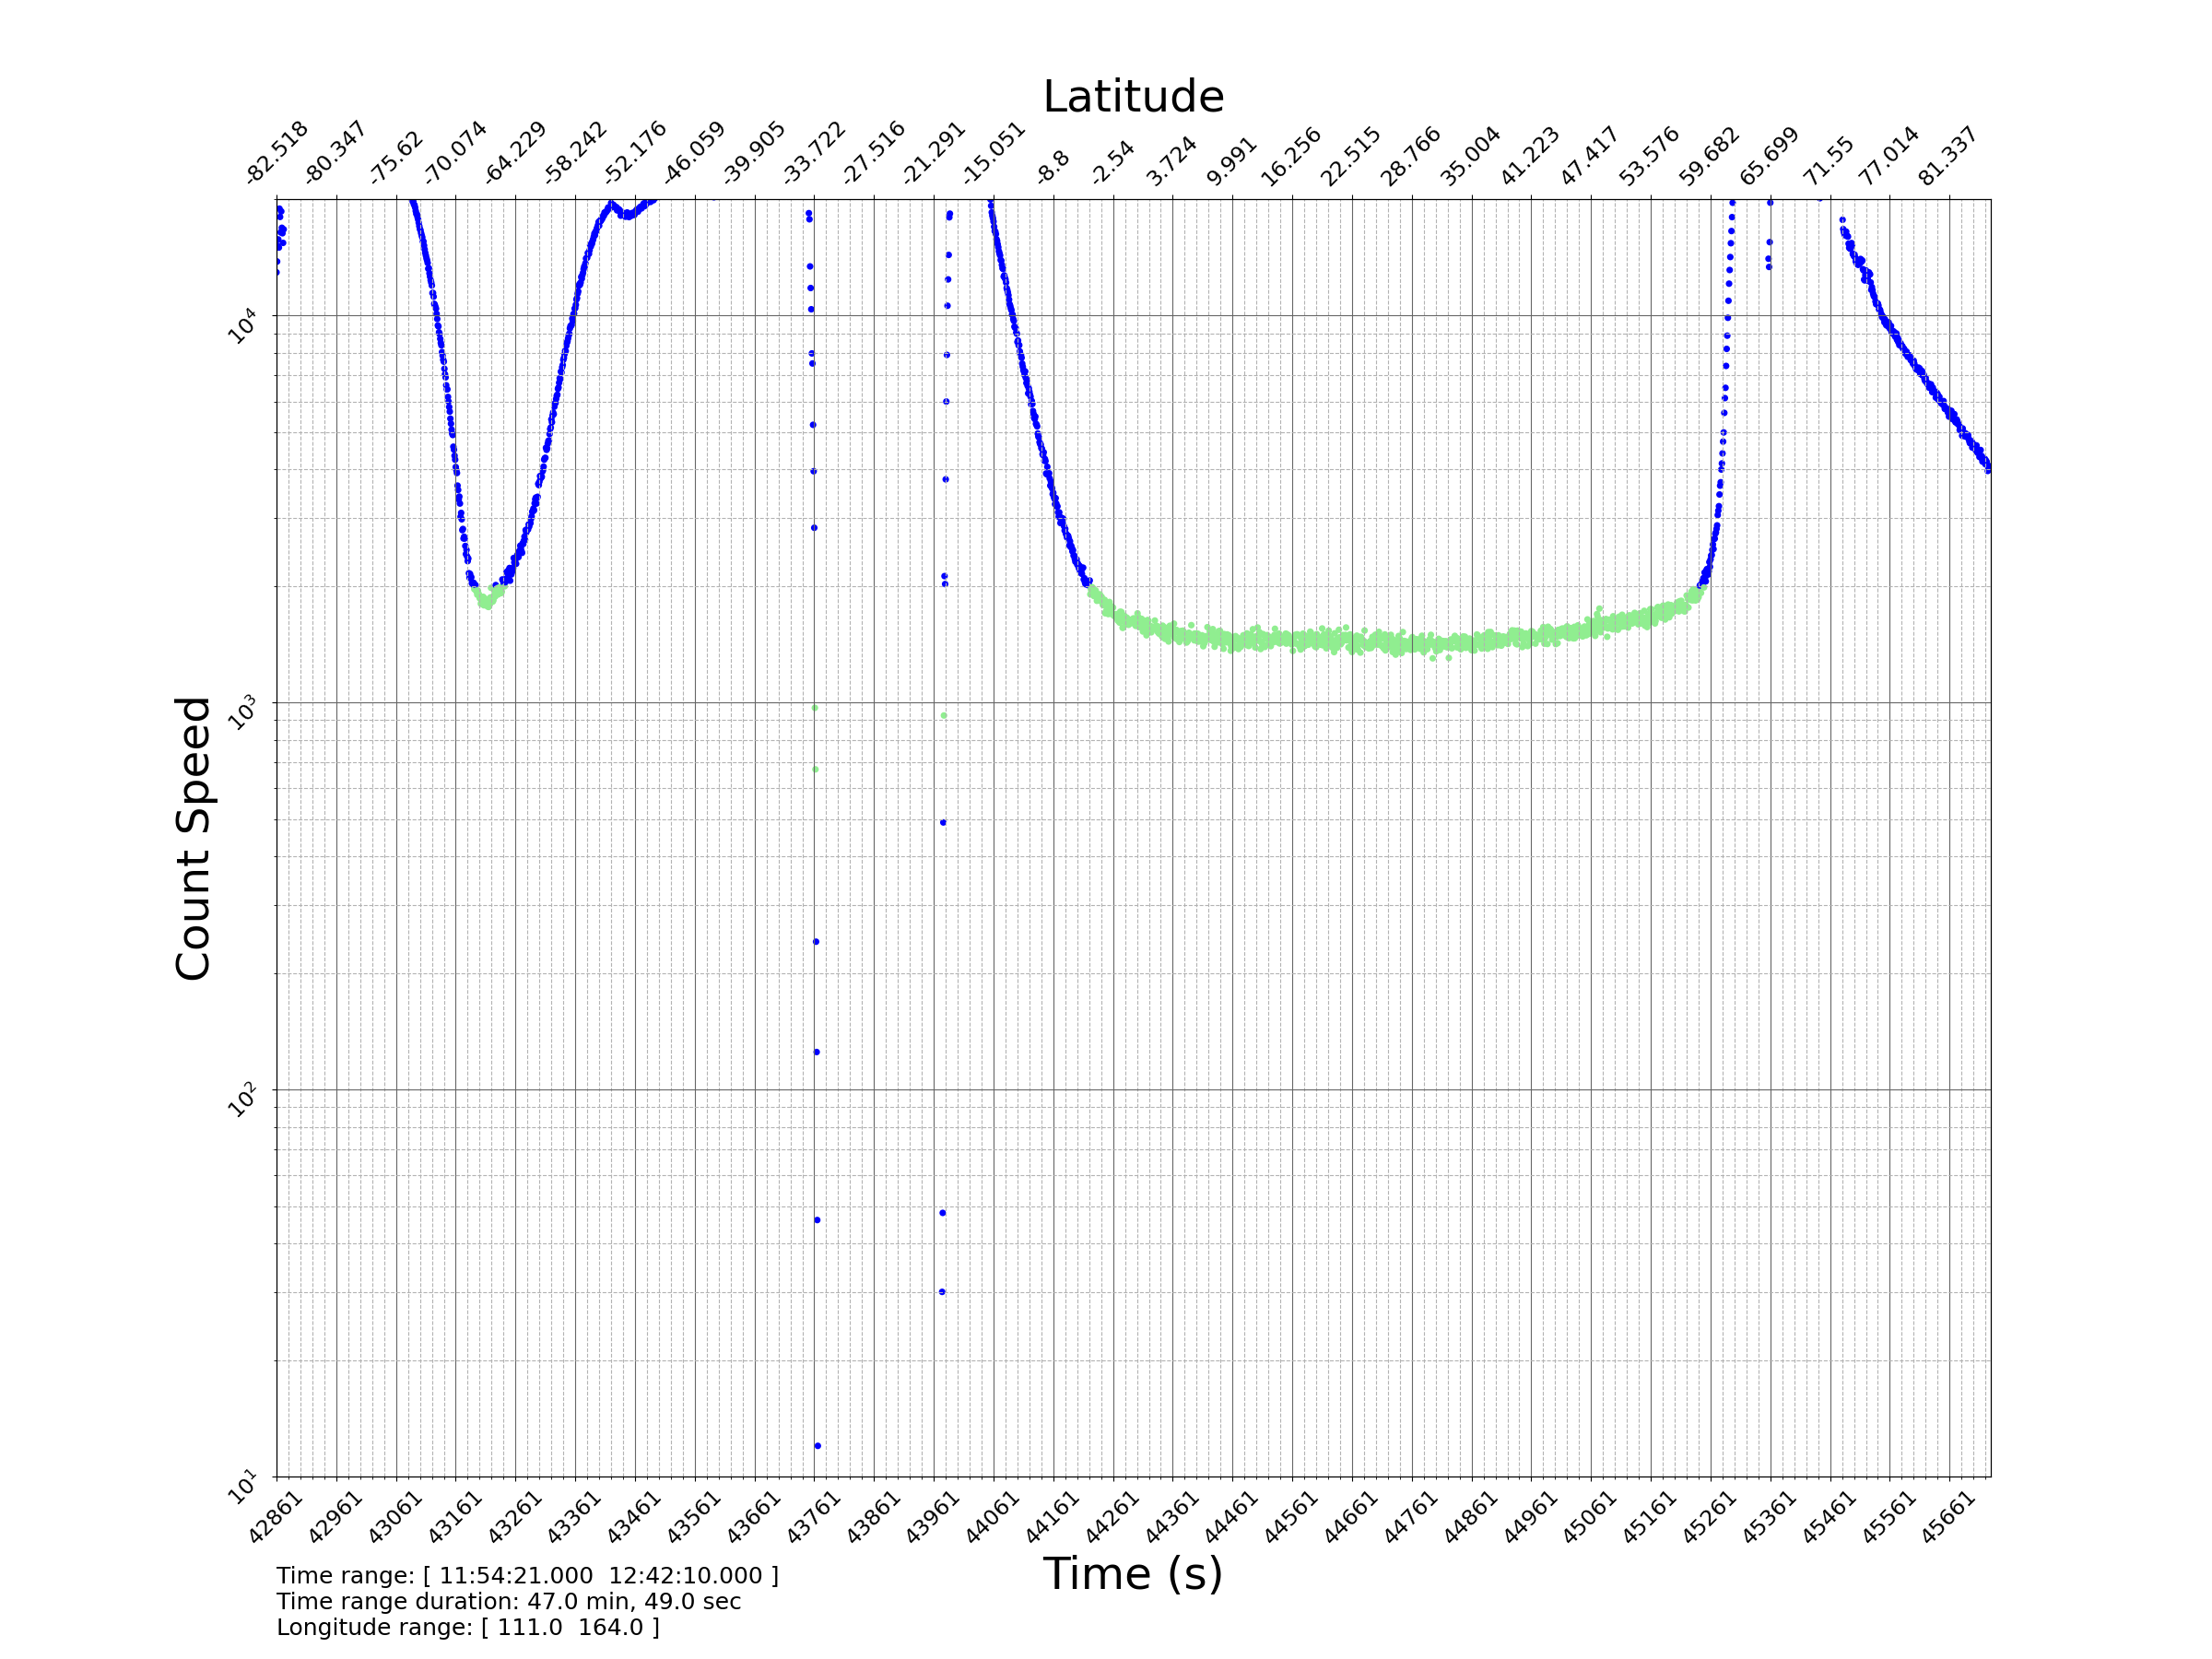 Latitude
-82.518 -80.347 -75.62 -70.074 -64.229 -58.242 -52.176 -46.059 -39.905 -33.722 -27.516 -21.291 -15.051 -8.8 -2.54 3.724 9.991 16.256 22.515 28.766 35.004 41.223 47.417 53.576 59.682 65.699 71.55 77.014 81.337
Count Speed
10⁴
10³
10²
10¹
42861 42961 43061 43161 43261 43361 43461 43561 43661 43761 43861 43961 44061 44161 44261 44361 44461 44561 44661 44761 44861 44961 45061 45161 45261 45361 45461 45561 45661
Time (s)
Time range: [ 11:54:21.000  12:42:10.000 ]
Time range duration: 47.0 min, 49.0 sec
Longitude range: [ 111.0  164.0 ]